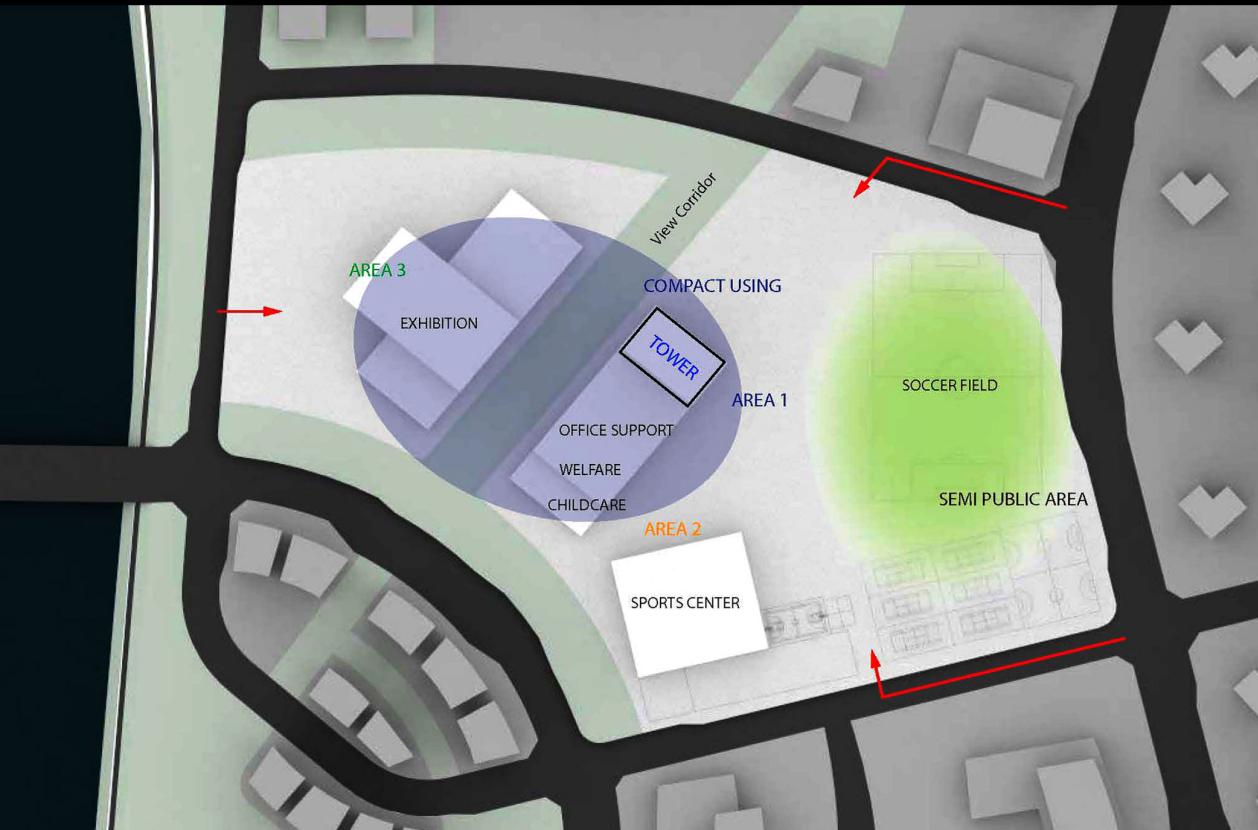 View Corridor
AREA 3
COMPACT USING
EXHIBITION
TOWER
SOCCER FIELD
AREA 1
OFFICE SUPPORT
WELFARE
SEMI PUBLIC AREA
CHILDCARE
AREA 2
SPORTS CENTER